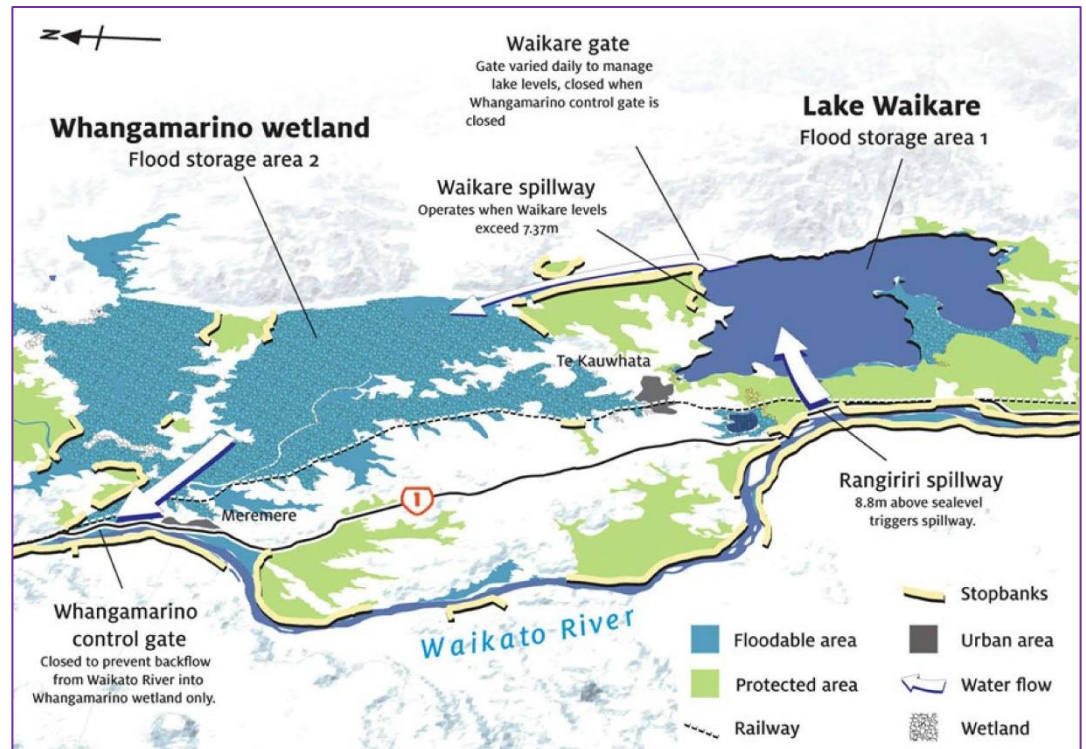 N
Waikare gate
Gate varied daily to manage
lake levels, closed when
Whangamarino control gate is
closed
Lake Waikare
Flood storage area 1
Whangamarino wetland
Flood storage area 2
Waikare spillway
Operates when Waikare levels
exceed 7.37m
Te Kauwhata
Rangiriri spillway
8.8m above sealevel
triggers spillway.
1
Meremere
Whangamarino
control gate
Closed to prevent backflow
from Waikato River into
Whangamarino wetland only.
Waikato River
Stopbanks
Floodable area
Urban area
Protected area
Water flow
Railway
Wetland